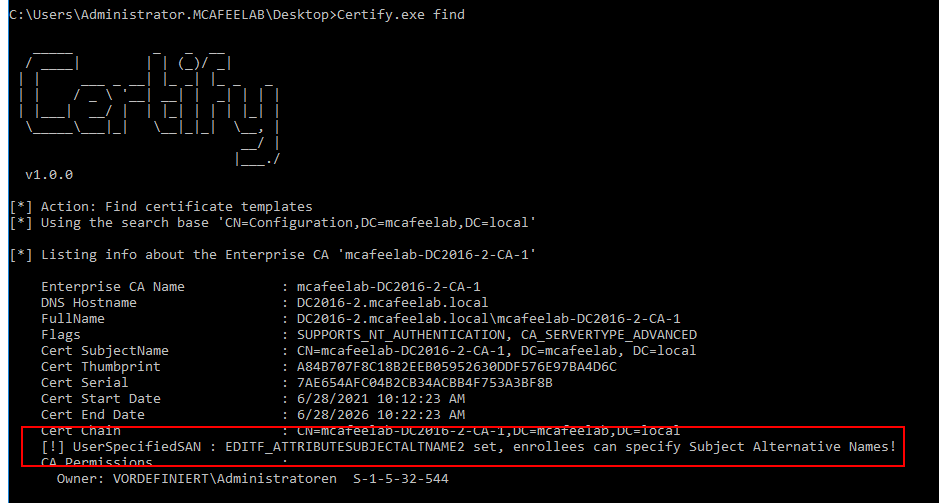 C:\Users\Administrator.MCAFEELAB\Desktop>Certify.exe find
Certify
v1.0.0
[*] Action: Find certificate templates
[*] Using the search base 'CN=Configuration,DC=mcafeelab,DC=local'
[*] Listing info about the Enterprise CA 'mcafeelab-DC2016-2-CA-1'
Enterprise CA Name : mcafeelab-DC2016-2-CA-1
DNS Hostname : DC2016-2.mcafeelab.local
FullName : DC2016-2.mcafeelab.local\mcafeelab-DC2016-2-CA-1
Flags : SUPPORTS_NT_AUTHENTICATION, CA_SERVERTYPE_ADVANCED
Cert SubjectName : CN=mcafeelab-DC2016-2-CA-1, DC=mcafeelab, DC=local
Cert Thumbprint : A84B707F8C18B2EEB05952630DDF576E97BA4D6C
Cert Serial : 7AE654AFC04B2CB34ACBB4F753A3BF8B
Cert Start Date : 6/28/2021 10:12:23 AM
Cert End Date : 6/28/2026 10:22:23 AM
Cert Chain : CN=mcafeelab-DC2016-2-CA-1,DC=mcafeelab,DC=local
[!] UserSpecifiedSAN : EDITF_ATTRIBUTESUBJECTALTNAME2 set, enrollees can specify Subject Alternative Names!
CA Permissions :
Owner: VORDEFINIERT\Administratoren S-1-5-32-544